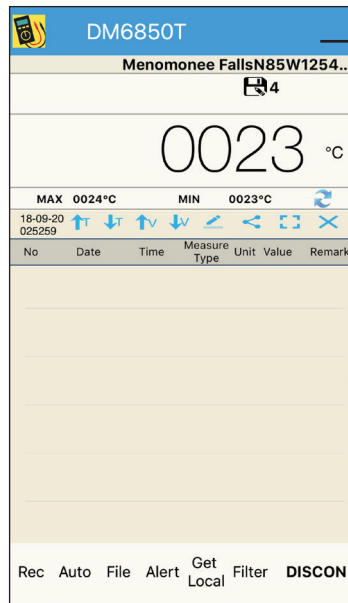 DM6850T
Menomonee FallsN85W1254..
4
0023 °C
MAX 0024°C MIN 0023°C
18-09-20
025259
T T V V
No Date Time Measure Type Unit Value Remark
Rec Auto File Alert Get Local Filter DISCON